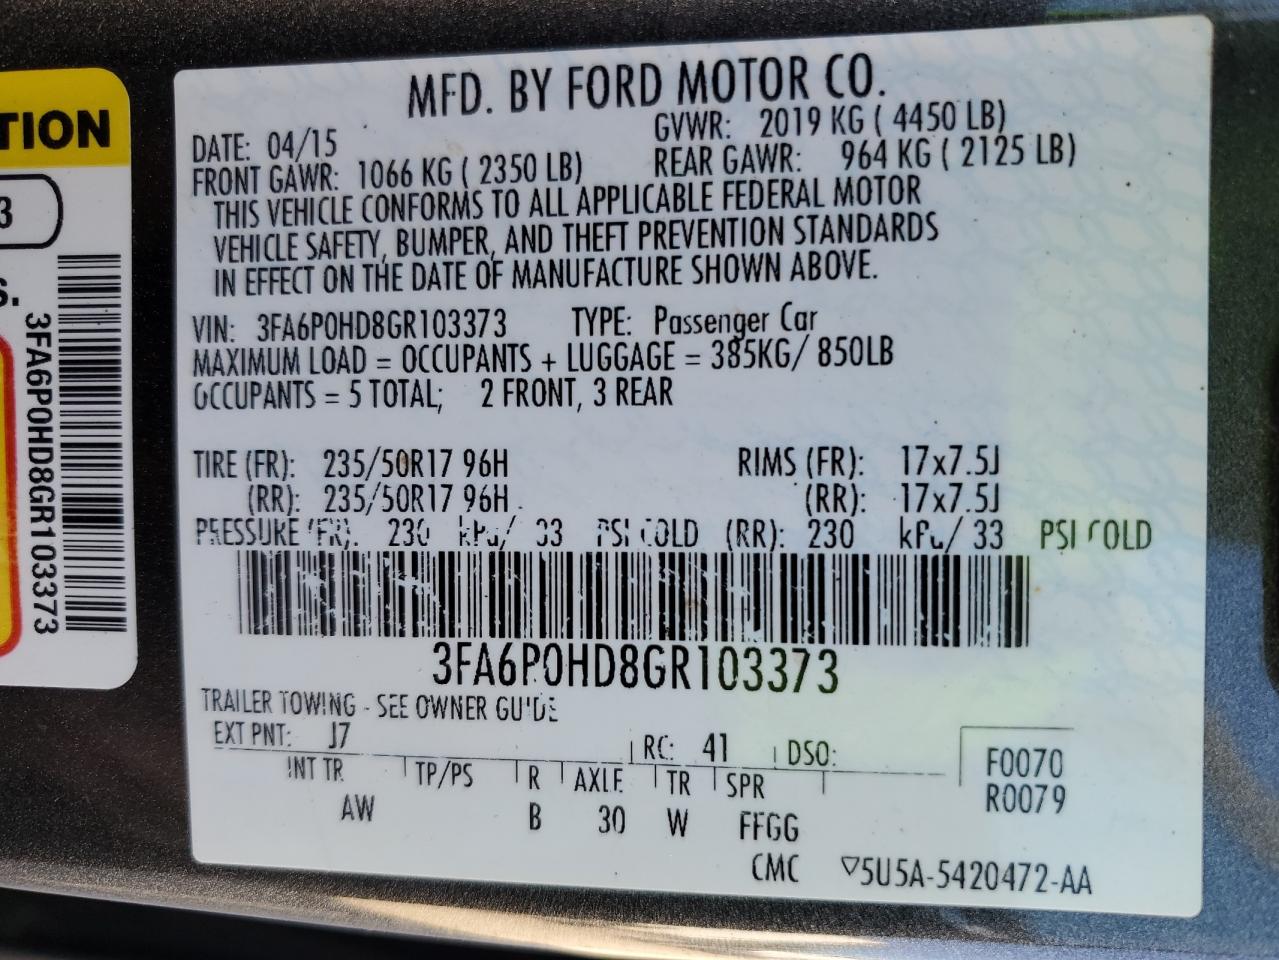 TION
3
S.
3FA6P0HD8GR103373
MFD. BY FORD MOTOR CO.
DATE: 04/15 GVWR: 2019 KG ( 4450 LB)
FRONT GAWR: 1066 KG ( 2350 LB) REAR GAWR: 964 KG ( 2125 LB)
THIS VEHICLE CONFORMS TO ALL APPLICABLE FEDERAL MOTOR
VEHICLE SAFETY, BUMPER, AND THEFT PREVENTION STANDARDS
IN EFFECT ON THE DATE OF MANUFACTURE SHOWN ABOVE.
VIN: 3FA6P0HD8GR103373 TYPE: Passenger Car
MAXIMUM LOAD = OCCUPANTS + LUGGAGE = 385KG/ 850LB
OCCUPANTS = 5 TOTAL; 2 FRONT, 3 REAR
TIRE (FR): 235/50R17 96H RIMS (FR): 17x7.5J
(RR): 235/50R17 96H (RR): 17x7.5J
PRESSURE (FR): 230 kPa/ 33 PSI COLD (RR): 230 kPa/ 33 PSI COLD
3FA6P0HD8GR103373
TRAILER TOWING - SEE OWNER GUIDE
EXT PNT: J7 RC: 41 DSO: F0070
INT TR TP/PS R AXLE TR SPR R0079
AW B 30 W FFGG
CMC ▽5U5A-5420472-AA